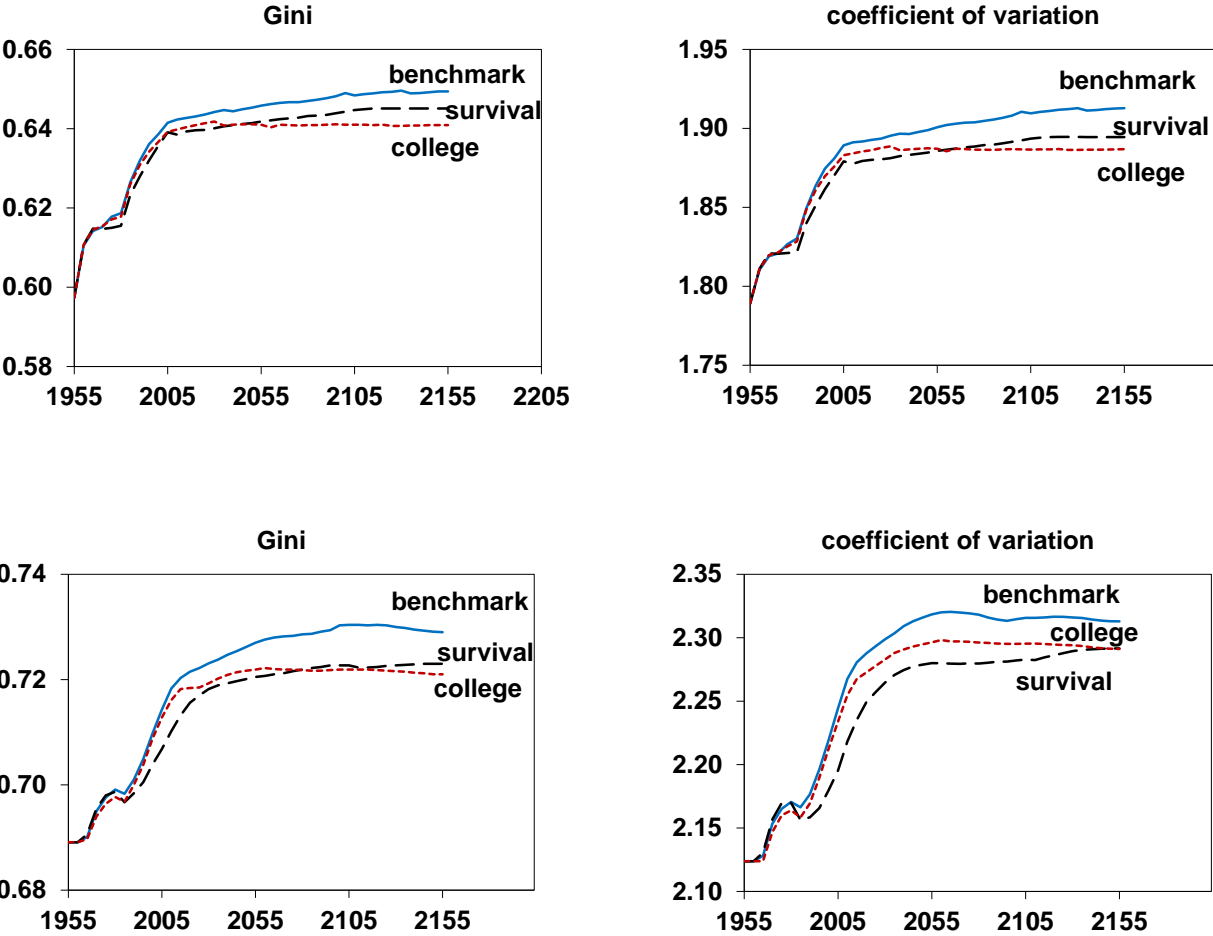 Gini
0.66
0.64
0.62
0.60
0.58
1955 2005 2055 2105 2155 2205
benchmark
survival
college
coefficient of variation
1.95
1.90
1.85
1.80
1.75
1955 2005 2055 2105 2155
benchmark
survival
college
Gini
0.74
0.72
0.70
0.68
1955 2005 2055 2105 2155
benchmark
survival
college
coefficient of variation
2.35
2.30
2.25
2.20
2.15
2.10
1955 2005 2055 2105 2155
benchmark
college
survival